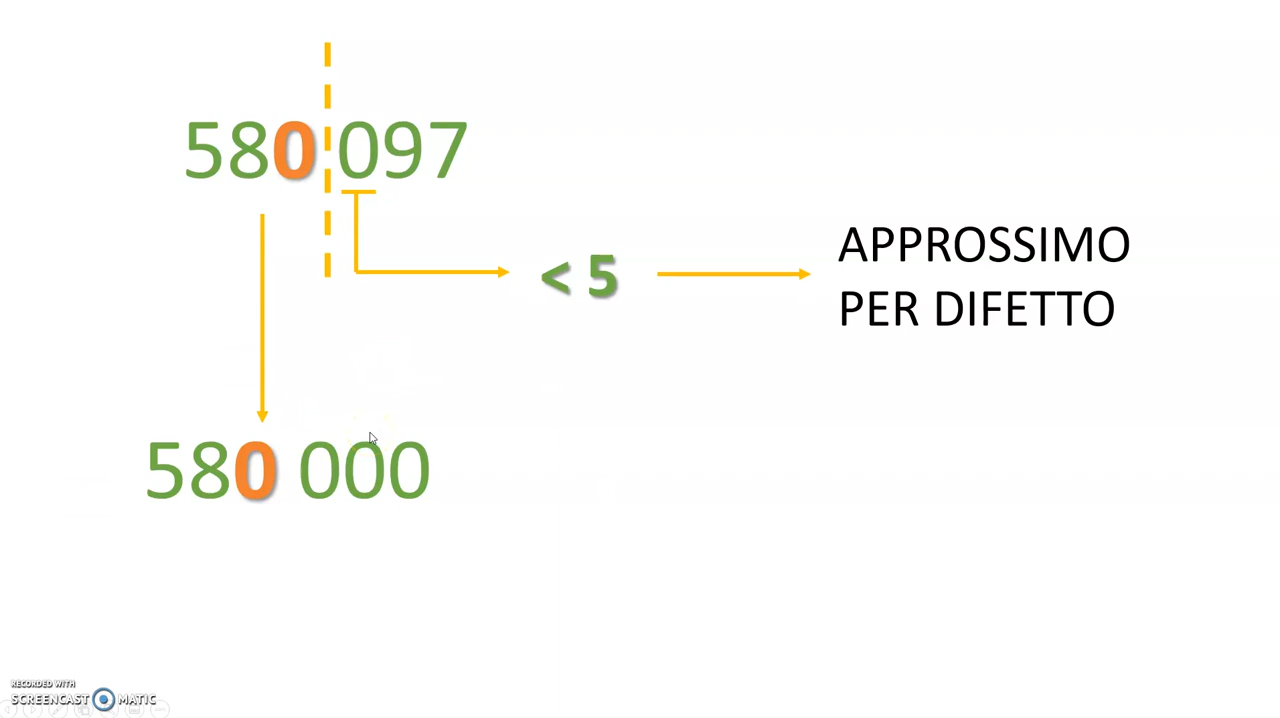 580 097
< 5
APPROSSIMO
PER DIFETTO
580 000
RECORDED WITH
SCREENCAST MATIC